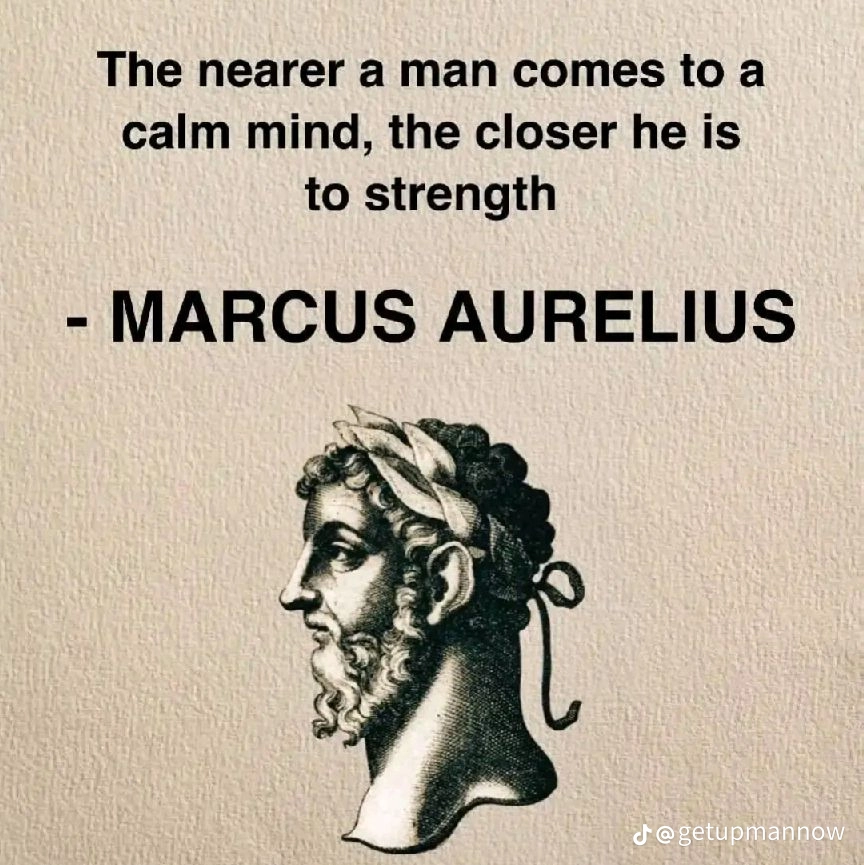 The nearer a man comes to a
calm mind, the closer he is
to strength
- MARCUS AURELIUS
@getupmannow